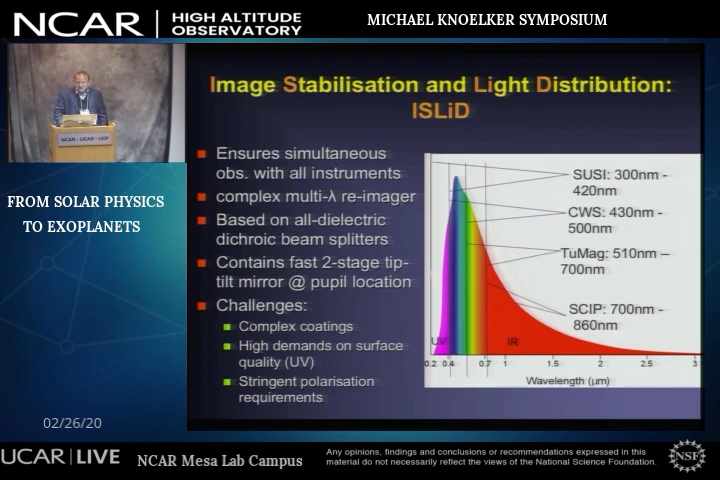 NCAR
HIGH ALTITUDE
OBSERVATORY
MICHAEL KNOELKER SYMPOSIUM
NCAR - UCAR - UCP
FROM SOLAR PHYSICS
TO EXOPLANETS
02/26/20
Image Stabilisation and Light Distribution:
ISLiD
Ensures simultaneous
obs. with all instruments
complex multi-λ re-imager
Based on all-dielectric
dichroic beam splitters
Contains fast 2-stage tip-
tilt mirror @ pupil location
Challenges:
Complex coatings
High demands on surface
quality (UV)
Stringent polarisation
requirements
SUSI: 300nm -
420nm
CWS: 430nm -
500nm
TuMag: 510nm –
700nm
SCIP: 700nm -
860nm
UV
IR
0.2 0.4 0.7 1 1.5 2 2.5 3
Wavelength (μm)
UCAR | LIVE
NCAR Mesa Lab Campus
Any opinions, findings and conclusions or recommendations expressed in this
material do not necessarily reflect the views of the National Science Foundation.
NSF